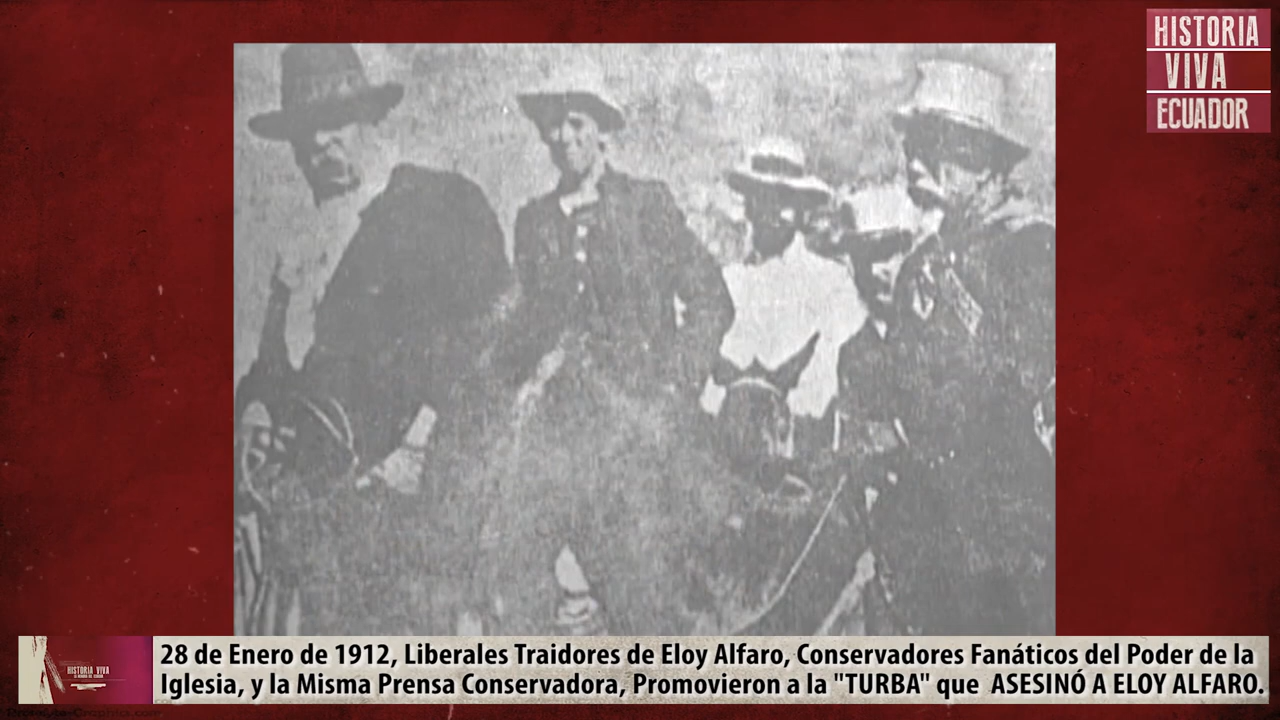 HISTORIA
VIVA
ECUADOR
28 de Enero de 1912, Liberales Traidores de Eloy Alfaro, Conservadores Fanáticos del Poder de la
Iglesia, y la Misma Prensa Conservadora, Promovieron a la "TURBA" que ASESINÓ A ELOY ALFARO.
HISTORIA VIVA